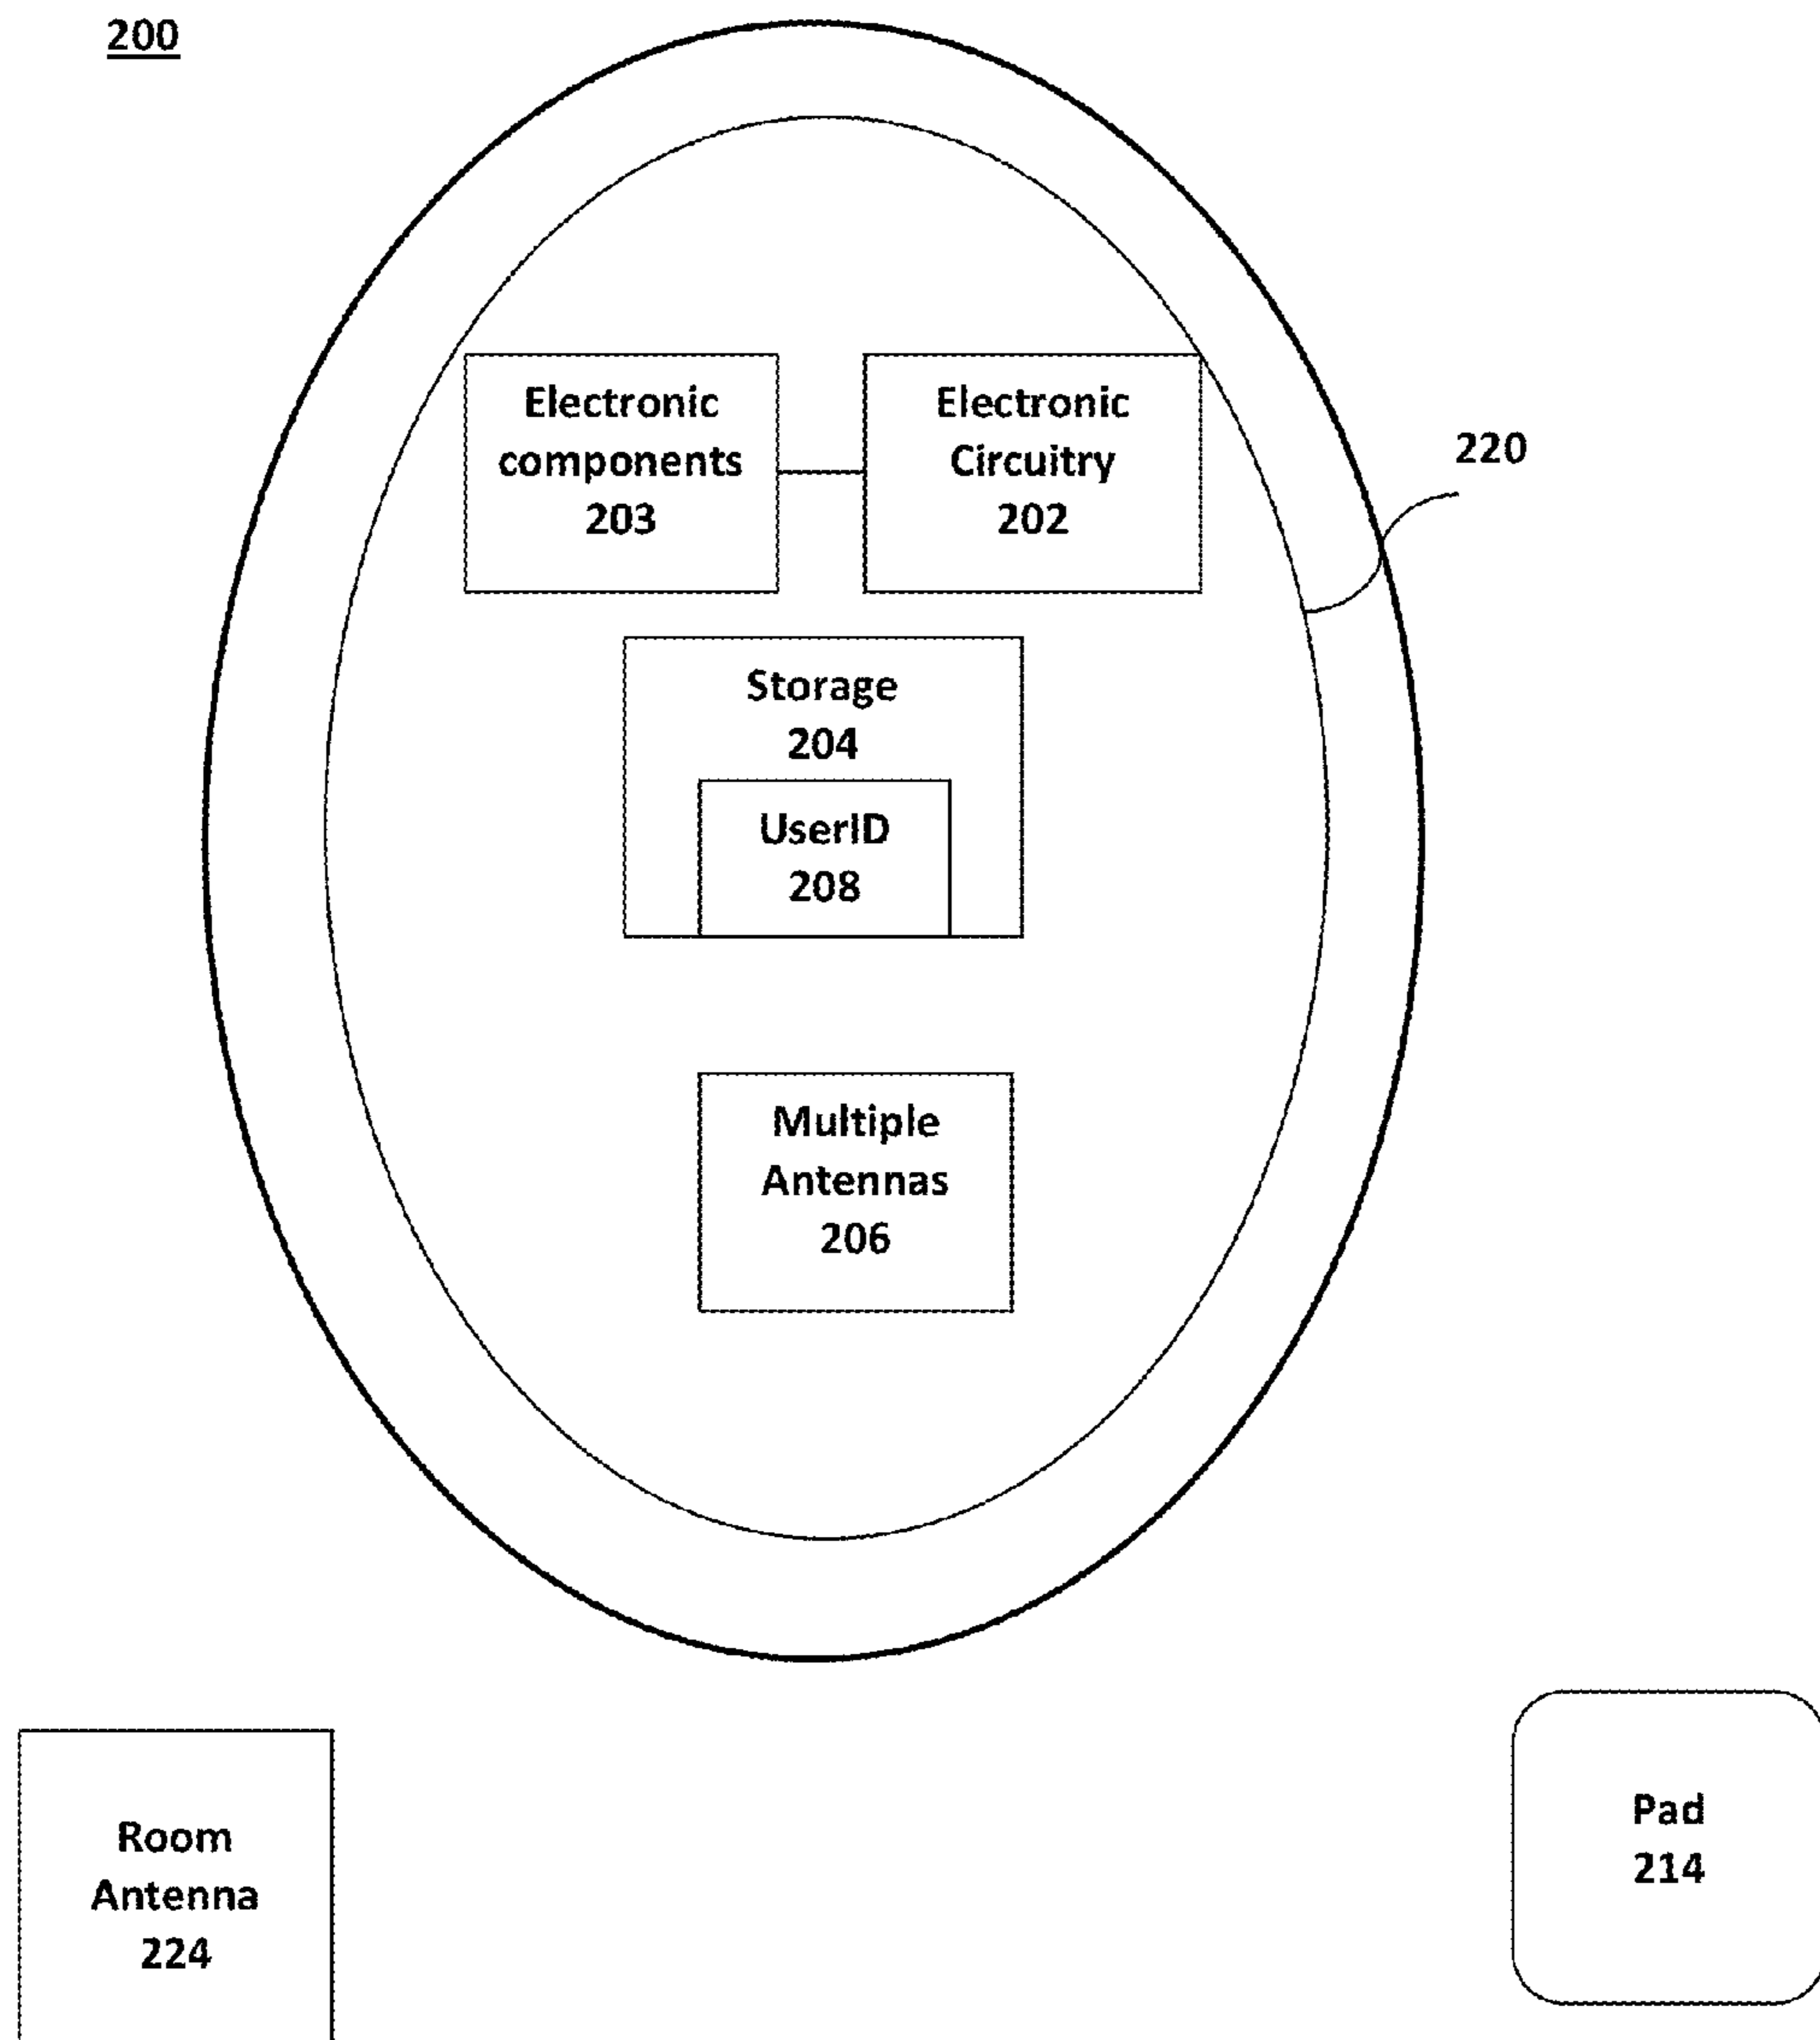 200
Electronic
components
203
Electronic
Circuitry
202
220
Storage
204
UserID
208
Multiple
Antennas
206
Room
Antenna
224
Pad
214